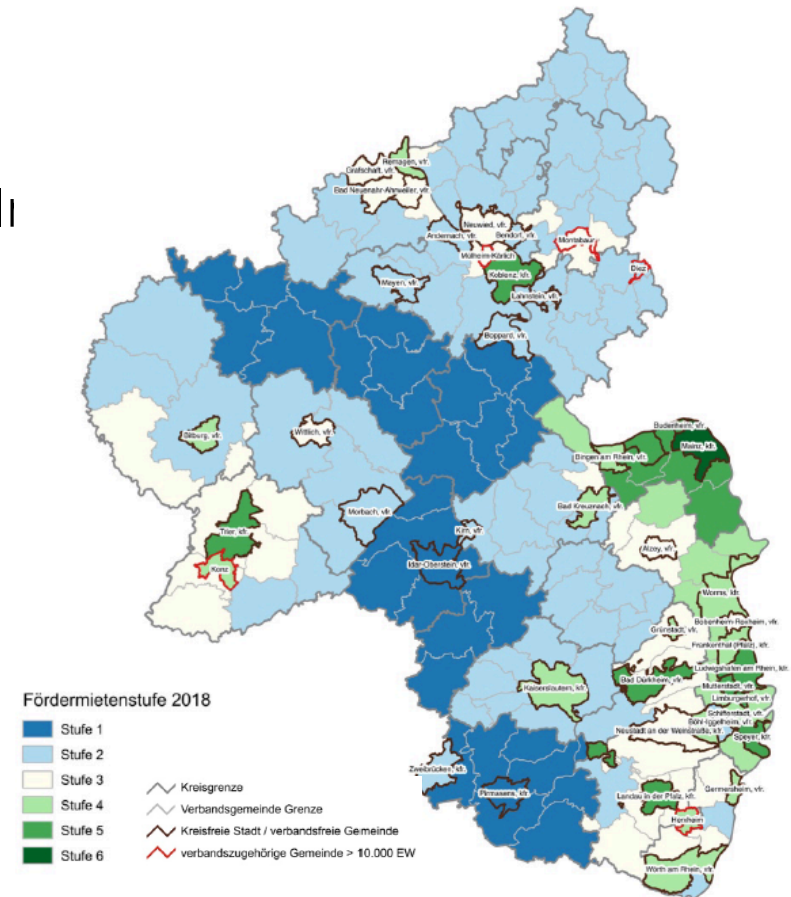 Remagen, vfr.
Grafschaft, vfr.
Bad Neuenahr-Ahrweiler, vfr.
Neuwied, vfr.
Andernach, vfr.
Bendorf, vfr.
Montabaur
Mülheim-Kärlich
Diez
Koblenz, kfr.
Mayen, vfr.
Lahnstein, vfr.
Boppard, vfr.
Budenheim, vfr.
Bitburg, vfr.
Wittlich, vfr.
Mainz, kfr.
Bingen am Rhein, vfr.
Bad Kreuznach, vfr.
Morbach, vfr.
Trier, kfr.
Kirn, vfr.
Alzey, vfr.
Idar-Oberstein, vfr.
Konz
Worms, kfr.
Bobenheim-Roxheim, vfr.
Grünstadt, vfr.
Frankenthal (Pfalz), kfr.
Ludwigshafen am Rhein, kfr.
Bad Dürkheim, vfr.
Kaiserslautern, kfr.
Mutterstadt, vfr.
Limburgerhof, vfr.
Schifferstadt, vfr.
Böhl-Iggelheim, vfr.
Neustadt an der Weinstraße, kfr.
Speyer, kfr.
Zweibrücken, kfr.
Pirmasens, kfr.
Germersheim, vfr.
Landau in der Pfalz, kfr.
Herxheim
Wörth am Rhein, vfr.
Fördermietenstufe 2018
Stufe 1
Stufe 2
Stufe 3
Stufe 4
Stufe 5
Stufe 6
Kreisgrenze
Verbandsgemeinde Grenze
Kreisfreie Stadt / verbandsfreie Gemeinde
verbandszugehörige Gemeinde > 10.000 EW